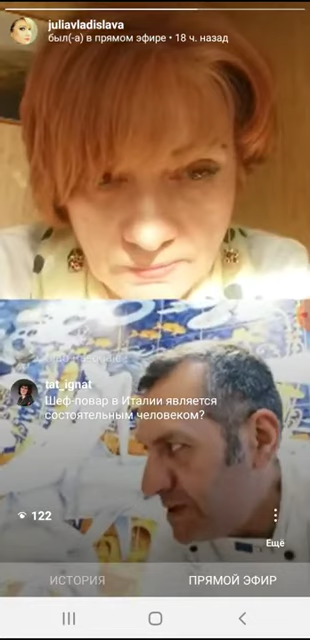 juliavladislava
был(-а) в прямом эфире • 18 ч. назад
tat_ignat
Шеф-повар в Италии является
состоятельным человеком?
122
Ещё
ИСТОРИЯ
ПРЯМОЙ ЭФИР